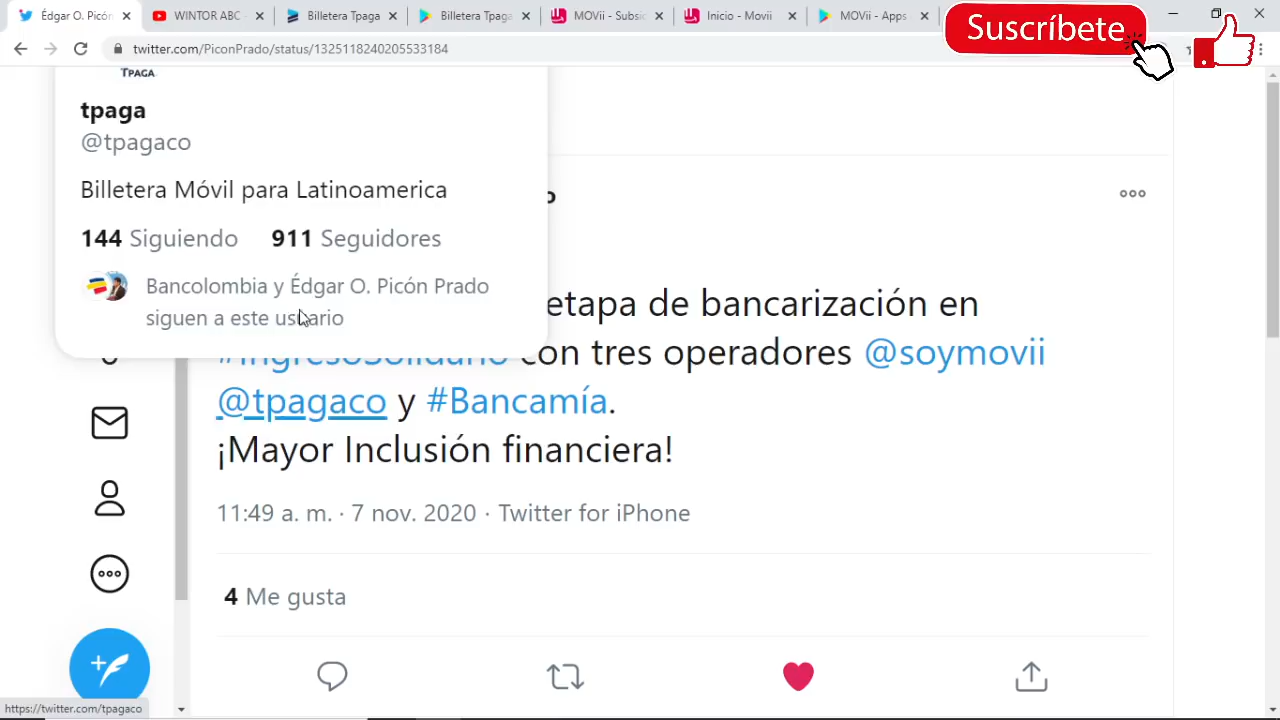 Édgar O. Picón
WINTOR ABC -
Billetera Tpaga
Billetera Tpaga
MOVii - Subsid
Inicio - Movii
MOVii - Apps
Suscríbete
twitter.com/PiconPrado/status/1325118240205533184
TPAGA
tpaga
@tpagaco
Billetera Móvil para Latinoamerica
144 Siguiendo 911 Seguidores
Bancolombia y Édgar O. Picón Prado
siguen a este usuario
etapa de bancarización en
#IngresoSolidario con tres operadores @soymovii
@tpagaco y #Bancamía.
¡Mayor Inclusión financiera!
11:49 a. m. · 7 nov. 2020 · Twitter for iPhone
4 Me gusta
https://twitter.com/tpagaco